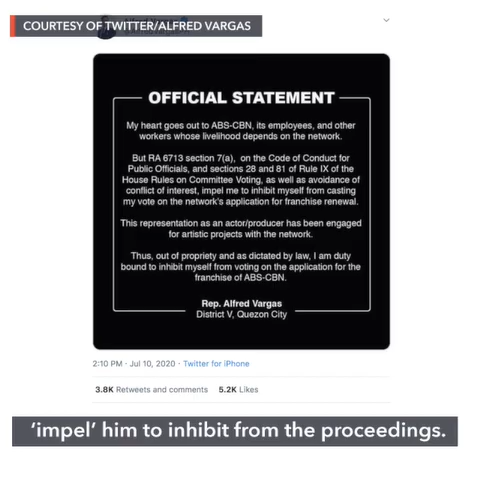 COURTESY OF TWITTER/ALFRED VARGAS
OFFICIAL STATEMENT
My heart goes out to ABS-CBN, its employees, and other
workers whose livelihood depends on the network.
But RA 6713 section 7(a), on the Code of Conduct for
Public Officials, and sections 28 and 81 of Rule IX of the
House Rules on Committee Voting, as well as avoidance of
conflict of interest, impel me to inhibit myself from casting
my vote on the network's application for franchise renewal.
This representation as an actor/producer has been engaged
for artistic projects with the network.
Thus, out of propriety and as dictated by law, I am duty
bound to inhibit myself from voting on the application for the
franchise of ABS-CBN.
Rep. Alfred Vargas
District V, Quezon City
2:10 PM · Jul 10, 2020 · Twitter for iPhone
3.8K Retweets and comments 5.2K Likes
'impel' him to inhibit from the proceedings.